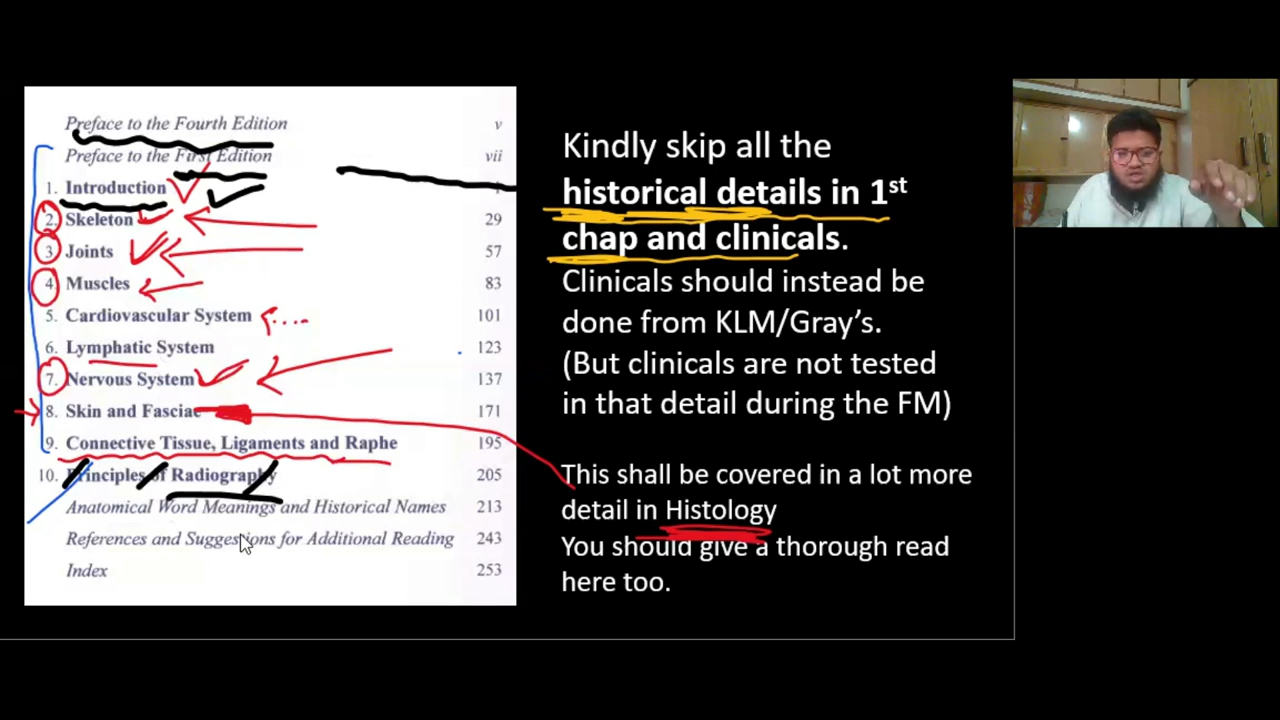 Preface to the Fourth Edition v
Preface to the First Edition vii
1. Introduction
2. Skeleton 29
3. Joints 57
4. Muscles 83
5. Cardiovascular System 101
6. Lymphatic System 123
7. Nervous System 137
8. Skin and Fasciae 171
9. Connective Tissue, Ligaments and Raphe 195
10. Principles of Radiography 205
Anatomical Word Meanings and Historical Names 213
References and Suggestions for Additional Reading 243
Index 253
Kindly skip all the
historical details in 1st
chap and clinicals.
Clinicals should instead be
done from KLM/Gray's.
(But clinicals are not tested
in that detail during the FM)
This shall be covered in a lot more
detail in Histology
You should give a thorough read
here too.